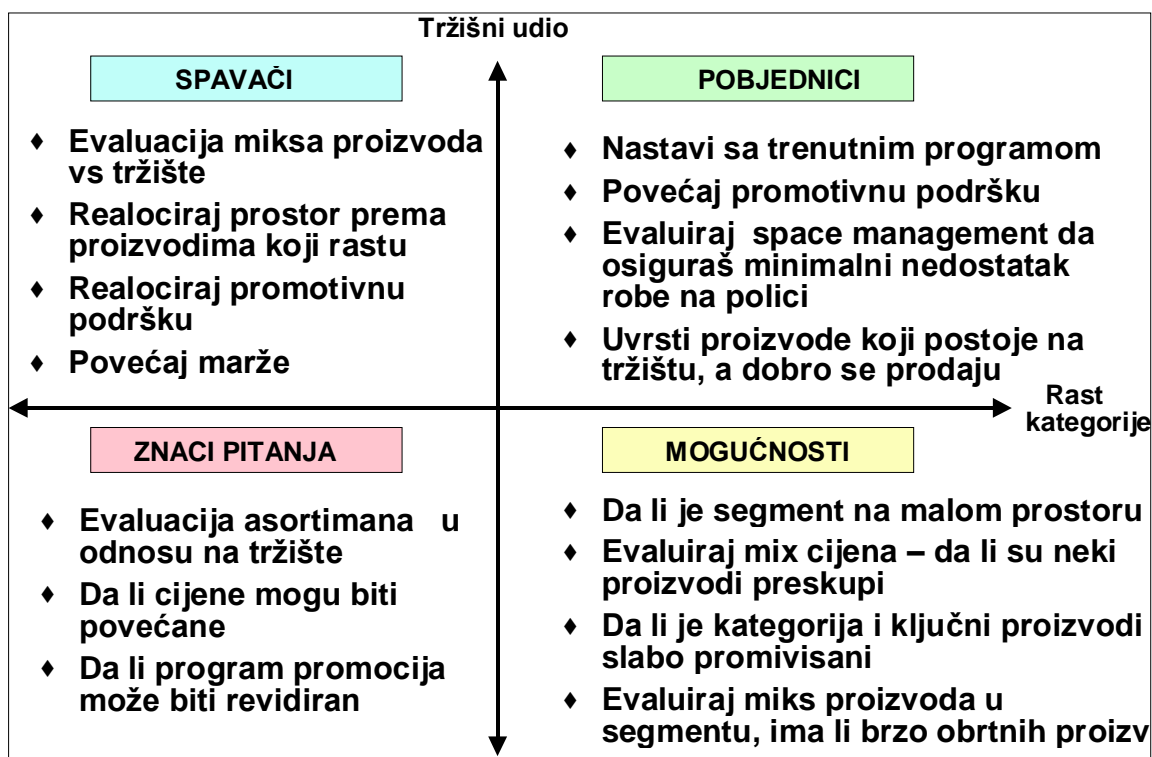 Tržišni udio
SPAVAČI
♦ Evaluacija miksa proizvoda
vs tržište
♦ Realociraj prostor prema
proizvodima koji rastu
♦ Realociraj promotivnu
podršku
♦ Povećaj marže
POBJEDNICI
♦ Nastavi sa trenutnim programom
♦ Povećaj promotivnu podršku
♦ Evaluiraj space management da
osiguraš minimalni nedostatak
robe na polici
♦ Uvrsti proizvode koji postoje na
tržištu, a dobro se prodaju
Rast
kategorije
ZNACI PITANJA
♦ Evaluacija asortimana u
odnosu na tržište
♦ Da li cijene mogu biti
povećane
♦ Da li program promocija
može biti revidiran
MOGUĆNOSTI
♦ Da li je segment na malom prostoru
♦ Evaluiraj mix cijena – da li su neki
proizvodi preskupi
♦ Da li je kategorija i ključni proizvodi
slabo promivisani
♦ Evaluiraj miks proizvoda u
segmentu, ima li brzo obrtnih proizv